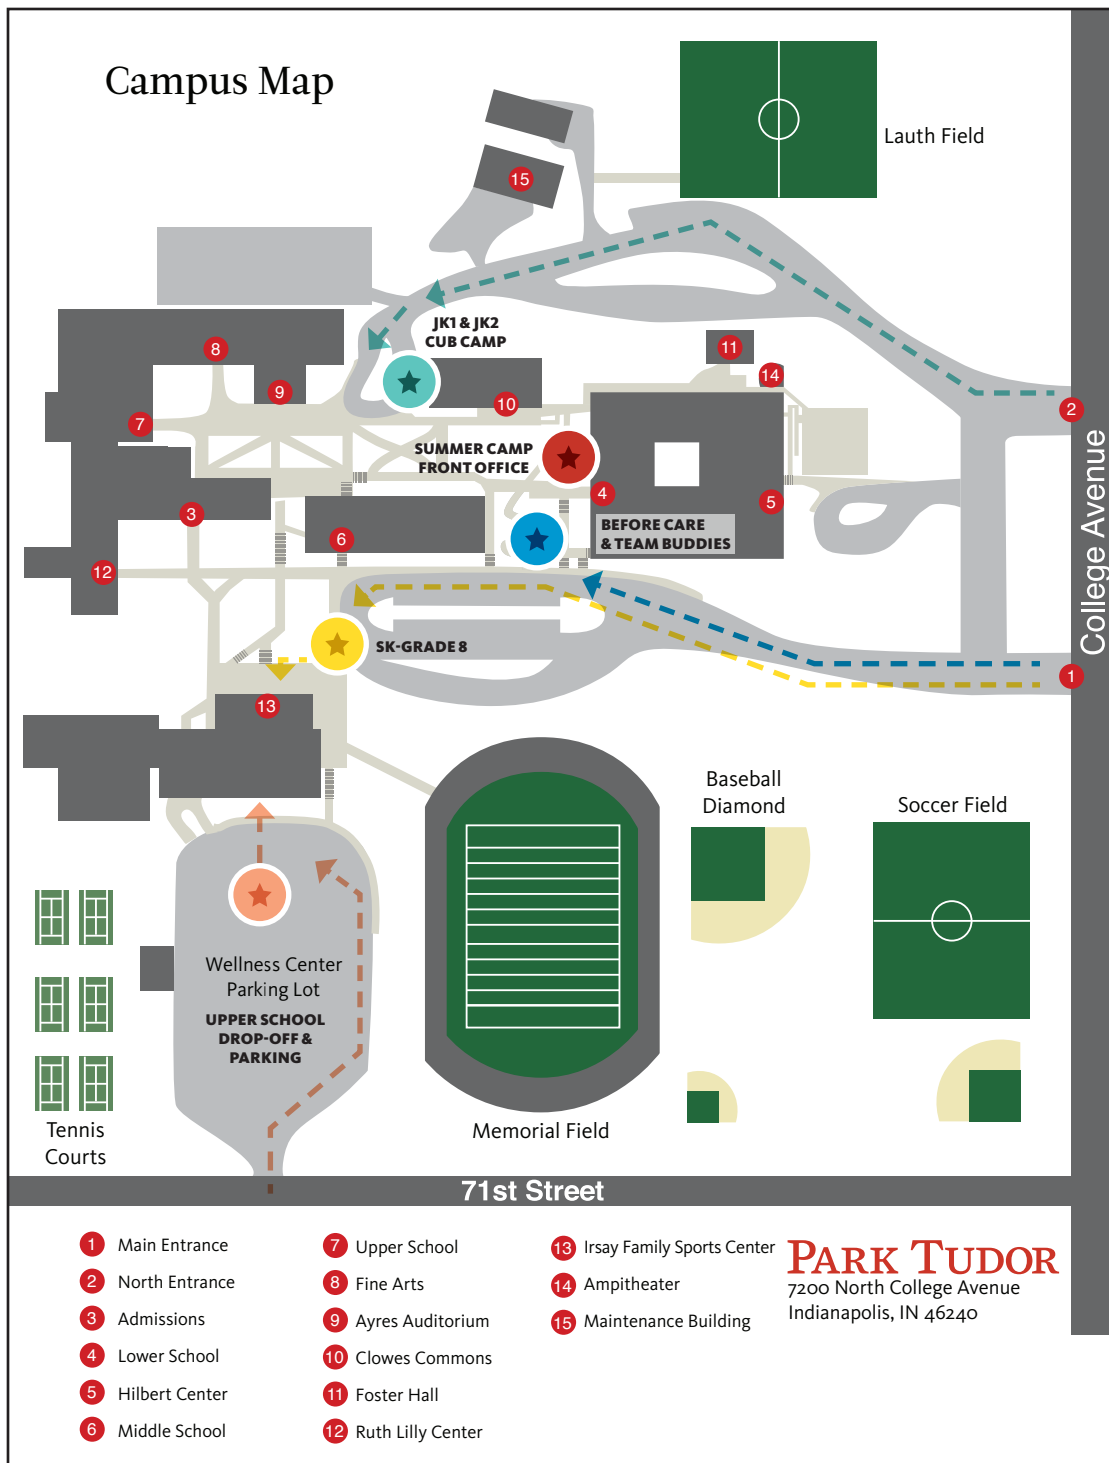 Campus Map
Lauth Field
15
JK1 & JK2
CUB CAMP
8
11
14
9
10
2
7
SUMMER CAMP
FRONT OFFICE
4
5
3
6
BEFORE CARE
& TEAM BUDDIES
12
College Avenue
SK-GRADE 8
1
13
Baseball
Diamond
Soccer Field
Wellness Center
Parking Lot
UPPER SCHOOL
DROP-OFF &
PARKING
Tennis
Courts
Memorial Field
71st Street
1 Main Entrance
2 North Entrance
3 Admissions
4 Lower School
5 Hilbert Center
6 Middle School
7 Upper School
8 Fine Arts
9 Ayres Auditorium
10 Clowes Commons
11 Foster Hall
12 Ruth Lilly Center
13 Irsay Family Sports Center
14 Ampitheater
15 Maintenance Building
PARK TUDOR
7200 North College Avenue
Indianapolis, IN 46240